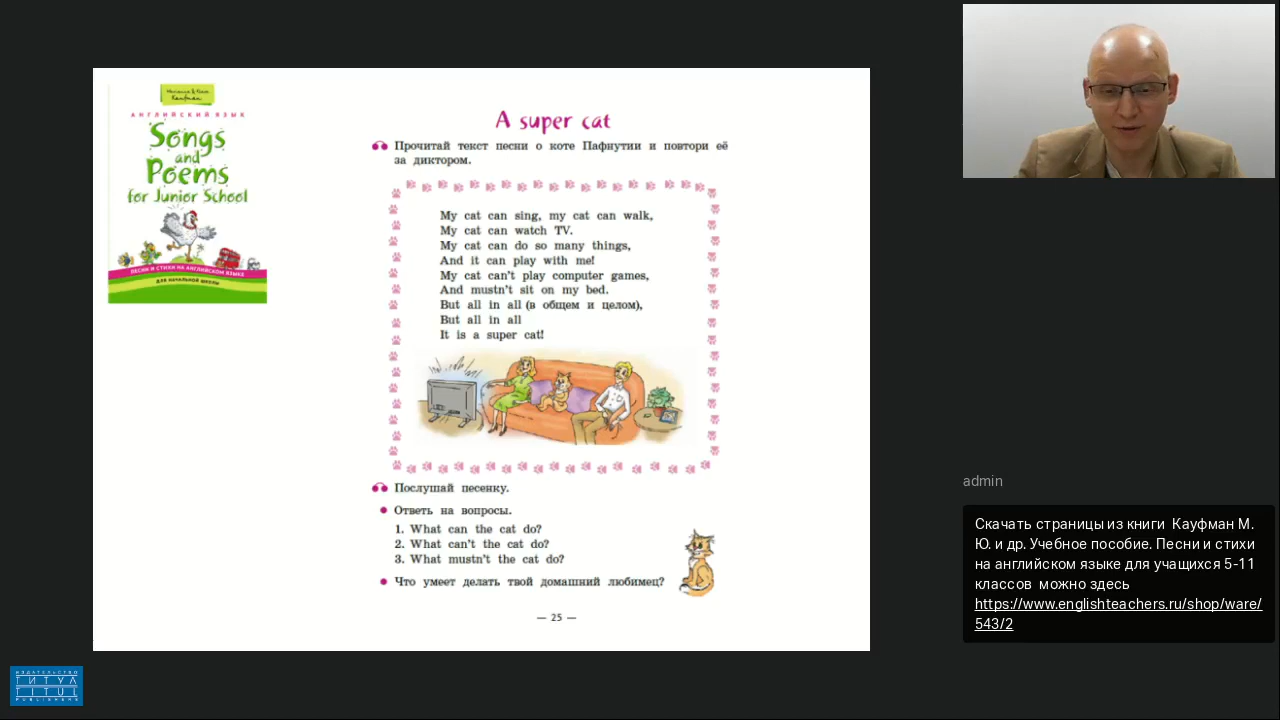 Marianna & Klara
Kaufman
АНГЛИЙСКИЙ ЯЗЫК
Songs
and
Poems
for Junior School
ПЕСНИ И СТИХИ НА АНГЛИЙСКОМ ЯЗЫКЕ
ДЛЯ НАЧАЛЬНОЙ ШКОЛЫ
A super cat
Прочитай текст песни о коте Пафнутии и повтори её
за диктором.
My cat can sing, my cat can walk,
My cat can watch TV.
My cat can do so many things,
And it can play with me!
My cat can't play computer games,
And mustn't sit on my bed.
But all in all (в общем и целом),
But all in all
It is a super cat!
Послушай песенку.
Ответь на вопросы.
1. What can the cat do?
2. What can't the cat do?
3. What mustn't the cat do?
Что умеет делать твой домашний любимец?
— 25 —
admin
Скачать страницы из книги Кауфман М.
Ю. и др. Учебное пособие. Песни и стихи
на английском языке для учащихся 5-11
классов можно здесь
https://www.englishteachers.ru/shop/ware/
543/2
ИЗДАТЕЛЬСТВО
ТИТУЛ
TITUL
PUBLISHERS